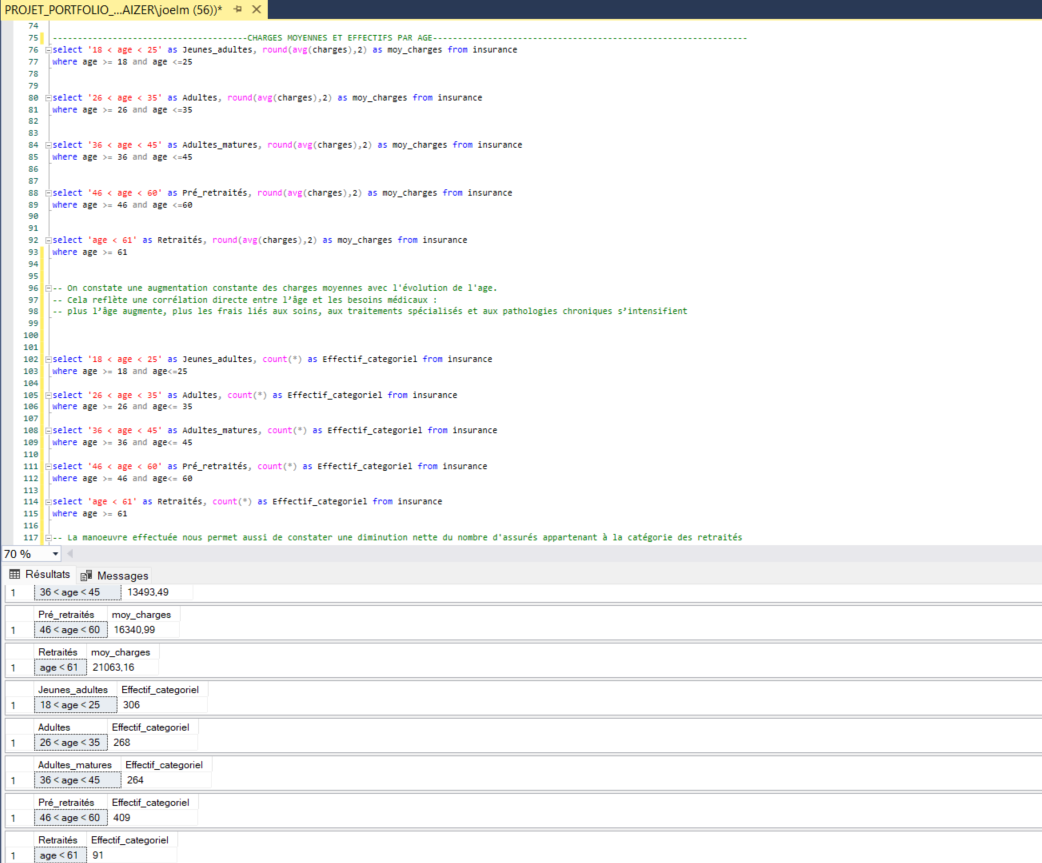 PROJET_PORTFOLIO_...AIZER\joelm (56))*
74
75 -------------------------------------CHARGES MOYENNES ET EFFECTIFS PAR AGE---------------------------------------------------------
76 select '18 < age < 25' as Jeunes_adultes, round(avg(charges),2) as moy_charges from insurance
77 where age >= 18 and age <=25
78
79
80 select '26 < age < 35' as Adultes, round(avg(charges),2) as moy_charges from insurance
81 where age >= 26 and age <=35
82
83
84 select '36 < age < 45' as Adultes_matures, round(avg(charges),2) as moy_charges from insurance
85 where age >= 36 and age <=45
86
87
88 select '46 < age < 60' as Pré_retraités, round(avg(charges),2) as moy_charges from insurance
89 where age >= 46 and age <=60
90
91
92 select 'age < 61' as Retraités, round(avg(charges),2) as moy_charges from insurance
93 where age >= 61
94
95
96 -- On constate une augmentation constante des charges moyennes avec l'évolution de l'age.
97 -- Cela reflète une corrélation directe entre l’âge et les besoins médicaux :
98 -- plus l’âge augmente, plus les frais liés aux soins, aux traitements spécialisés et aux pathologies chroniques s’intensifient
99
100
101
102 select '18 < age < 25' as Jeunes_adultes, count(*) as Effectif_categoriel from insurance
103 where age >= 18 and age<=25
104
105 select '26 < age < 35' as Adultes, count(*) as Effectif_categoriel from insurance
106 where age >= 26 and age<= 35
107
108 select '36 < age < 45' as Adultes_matures, count(*) as Effectif_categoriel from insurance
109 where age >= 36 and age<= 45
110
111 select '46 < age < 60' as Pré_retraités, count(*) as Effectif_categoriel from insurance
112 where age >= 46 and age<= 60
113
114 select 'age < 61' as Retraités, count(*) as Effectif_categoriel from insurance
115 where age >= 61
116
117 -- La manoeuvre effectuée nous permet aussi de constater une diminution nette du nombre d'assurés appartenant à la catégorie des retraités
70 %
Résultats Messages
1 36 < age < 45 13493,49
Pré_retraités moy_charges
1 46 < age < 60 16340,99
Retraités moy_charges
1 age < 61 21063,16
Jeunes_adultes Effectif_categoriel
1 18 < age < 25 306
Adultes Effectif_categoriel
1 26 < age < 35 268
Adultes_matures Effectif_categoriel
1 36 < age < 45 264
Pré_retraités Effectif_categoriel
1 46 < age < 60 409
Retraités Effectif_categoriel
1 age < 61 91